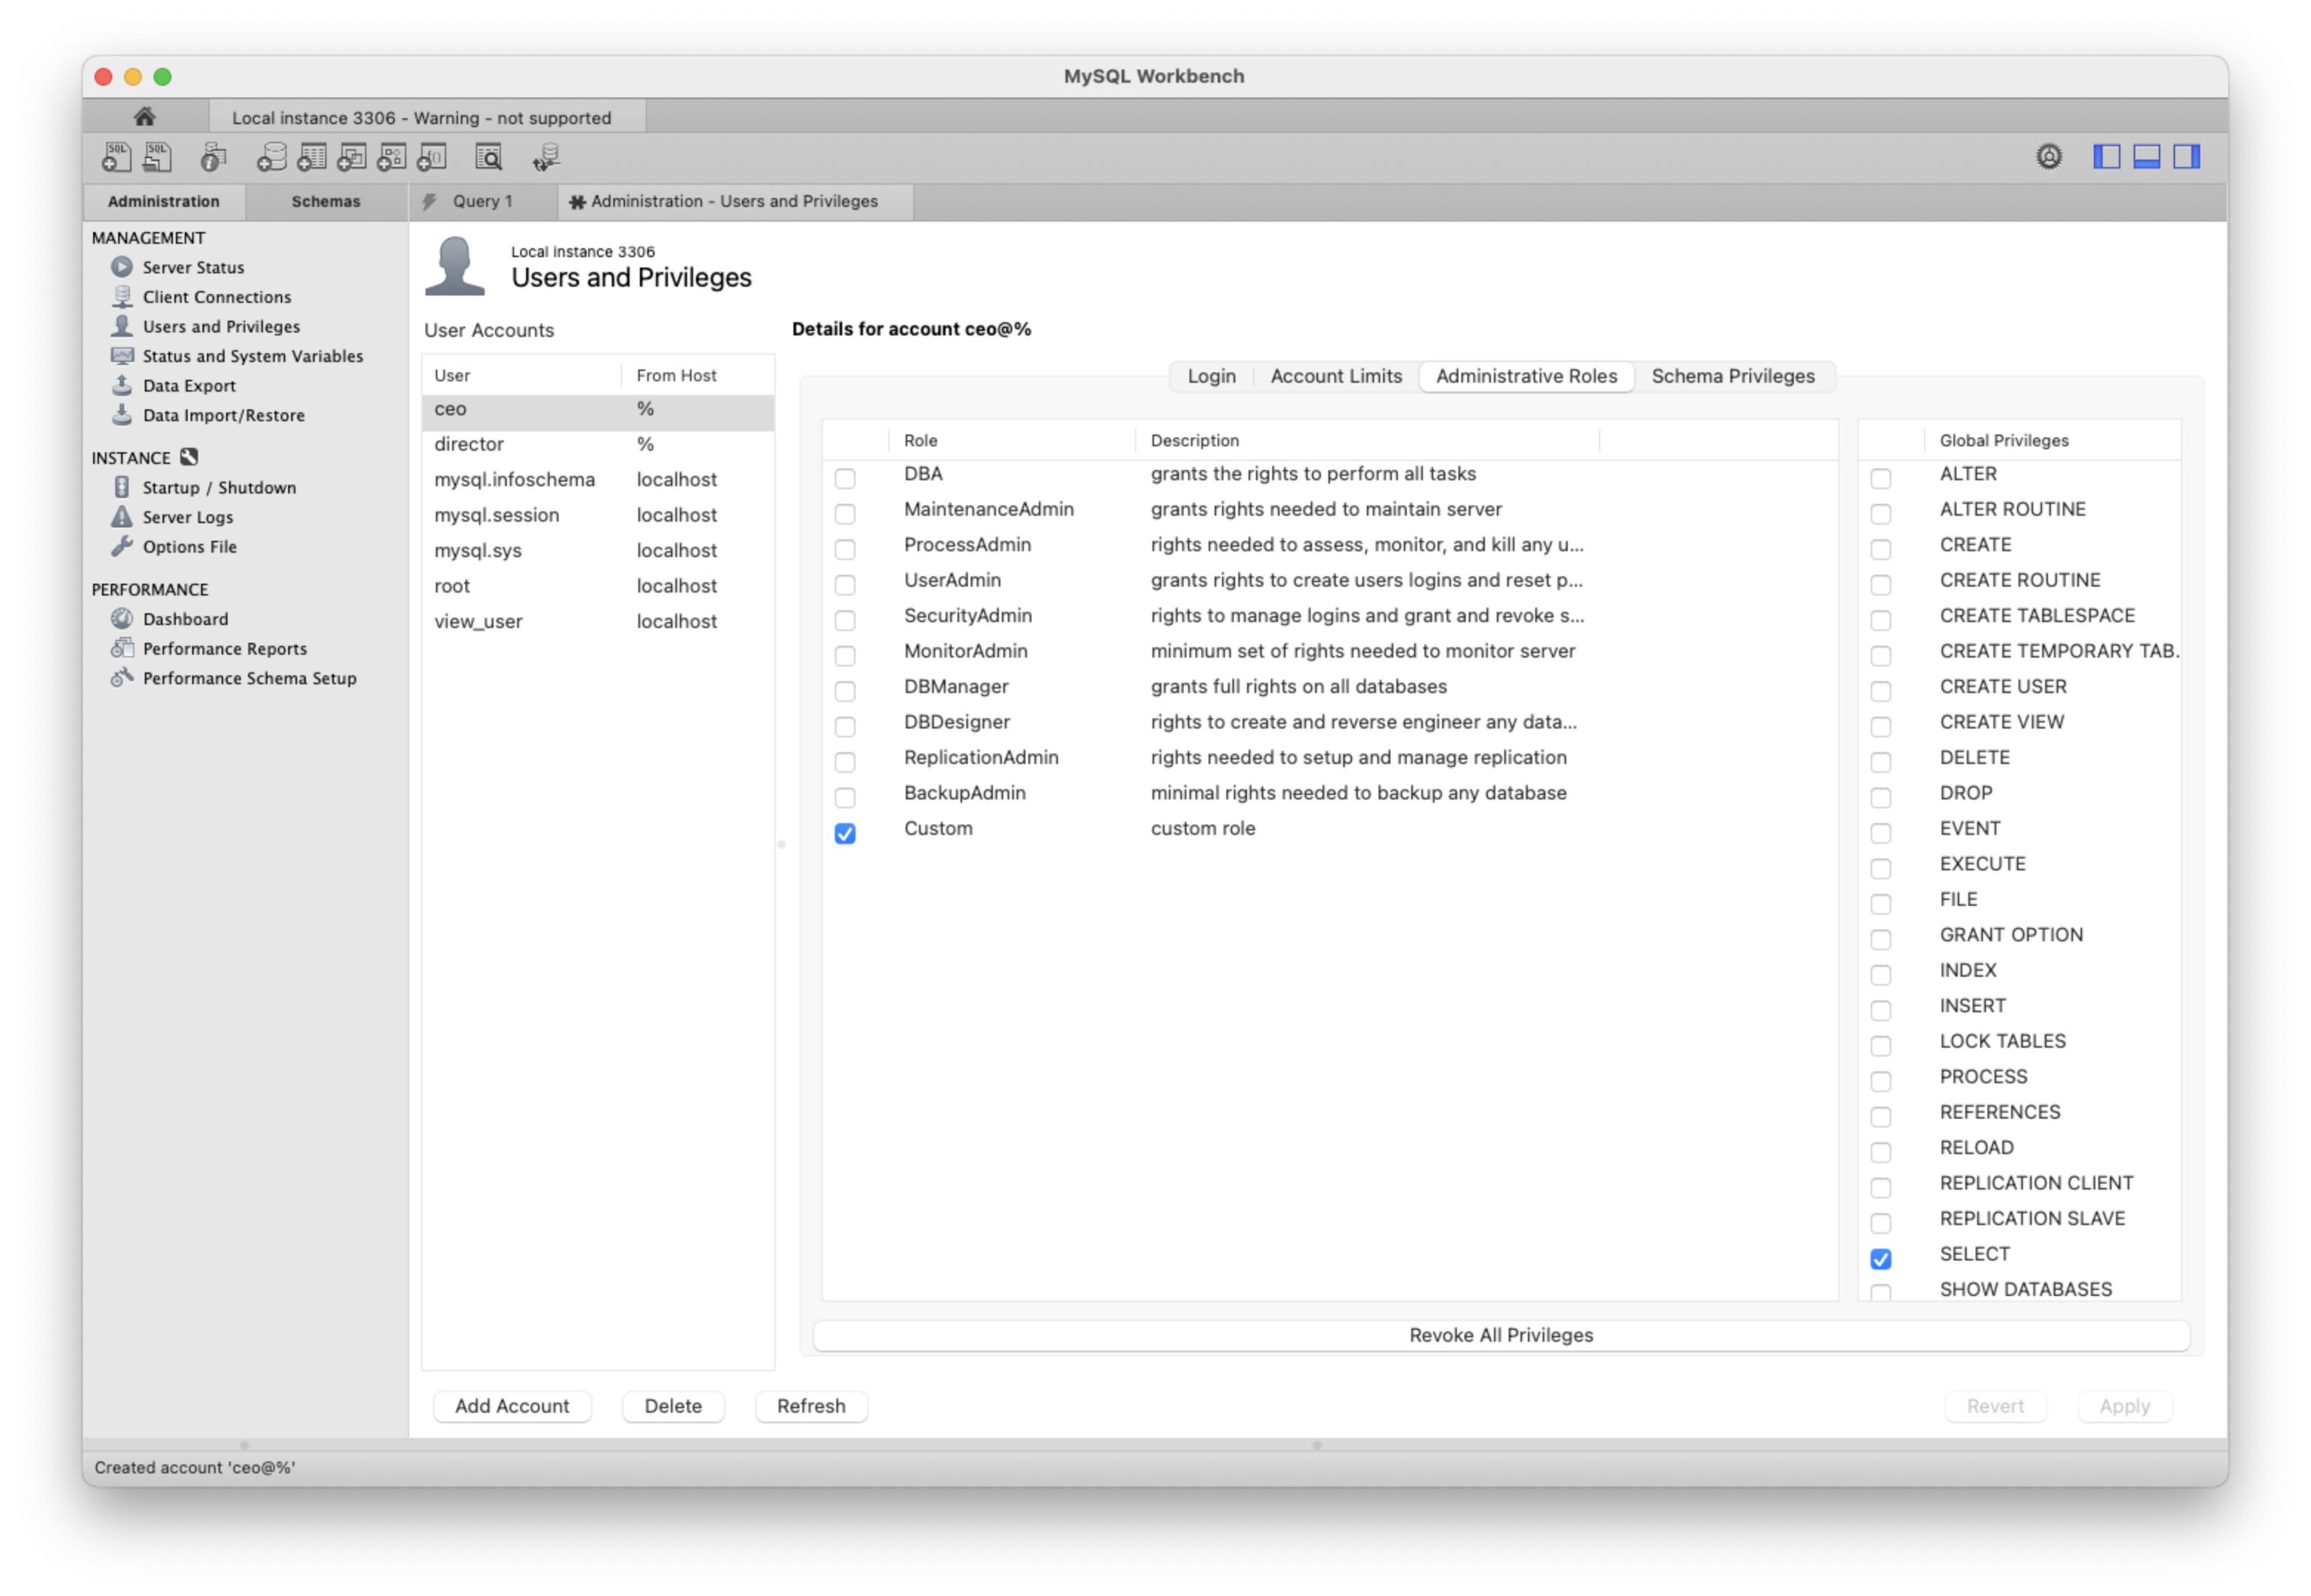 MySQL Workbench
Local instance 3306 - Warning - not supported
SQL SQL
Administration Schemas Query 1 Administration - Users and Privileges
MANAGEMENT
Server Status
Client Connections
Users and Privileges
Status and System Variables
Data Export
Data Import/Restore
INSTANCE
Startup / Shutdown
Server Logs
Options File
PERFORMANCE
Dashboard
Performance Reports
Performance Schema Setup
Local instance 3306
Users and Privileges
User Accounts
User From Host
ceo %
director %
mysql.infoschema localhost
mysql.session localhost
mysql.sys localhost
root localhost
view_user localhost
Details for account ceo@%
Login Account Limits Administrative Roles Schema Privileges
Role Description
DBA grants the rights to perform all tasks
MaintenanceAdmin grants rights needed to maintain server
ProcessAdmin rights needed to assess, monitor, and kill any u...
UserAdmin grants rights to create users logins and reset p...
SecurityAdmin rights to manage logins and grant and revoke s...
MonitorAdmin minimum set of rights needed to monitor server
DBManager grants full rights on all databases
DBDesigner rights to create and reverse engineer any data...
ReplicationAdmin rights needed to setup and manage replication
BackupAdmin minimal rights needed to backup any database
Custom custom role
Global Privileges
ALTER
ALTER ROUTINE
CREATE
CREATE ROUTINE
CREATE TABLESPACE
CREATE TEMPORARY TAB.
CREATE USER
CREATE VIEW
DELETE
DROP
EVENT
EXECUTE
FILE
GRANT OPTION
INDEX
INSERT
LOCK TABLES
PROCESS
REFERENCES
RELOAD
REPLICATION CLIENT
REPLICATION SLAVE
SELECT
SHOW DATABASES
Revoke All Privileges
Add Account Delete Refresh Revert Apply
Created account 'ceo@%'